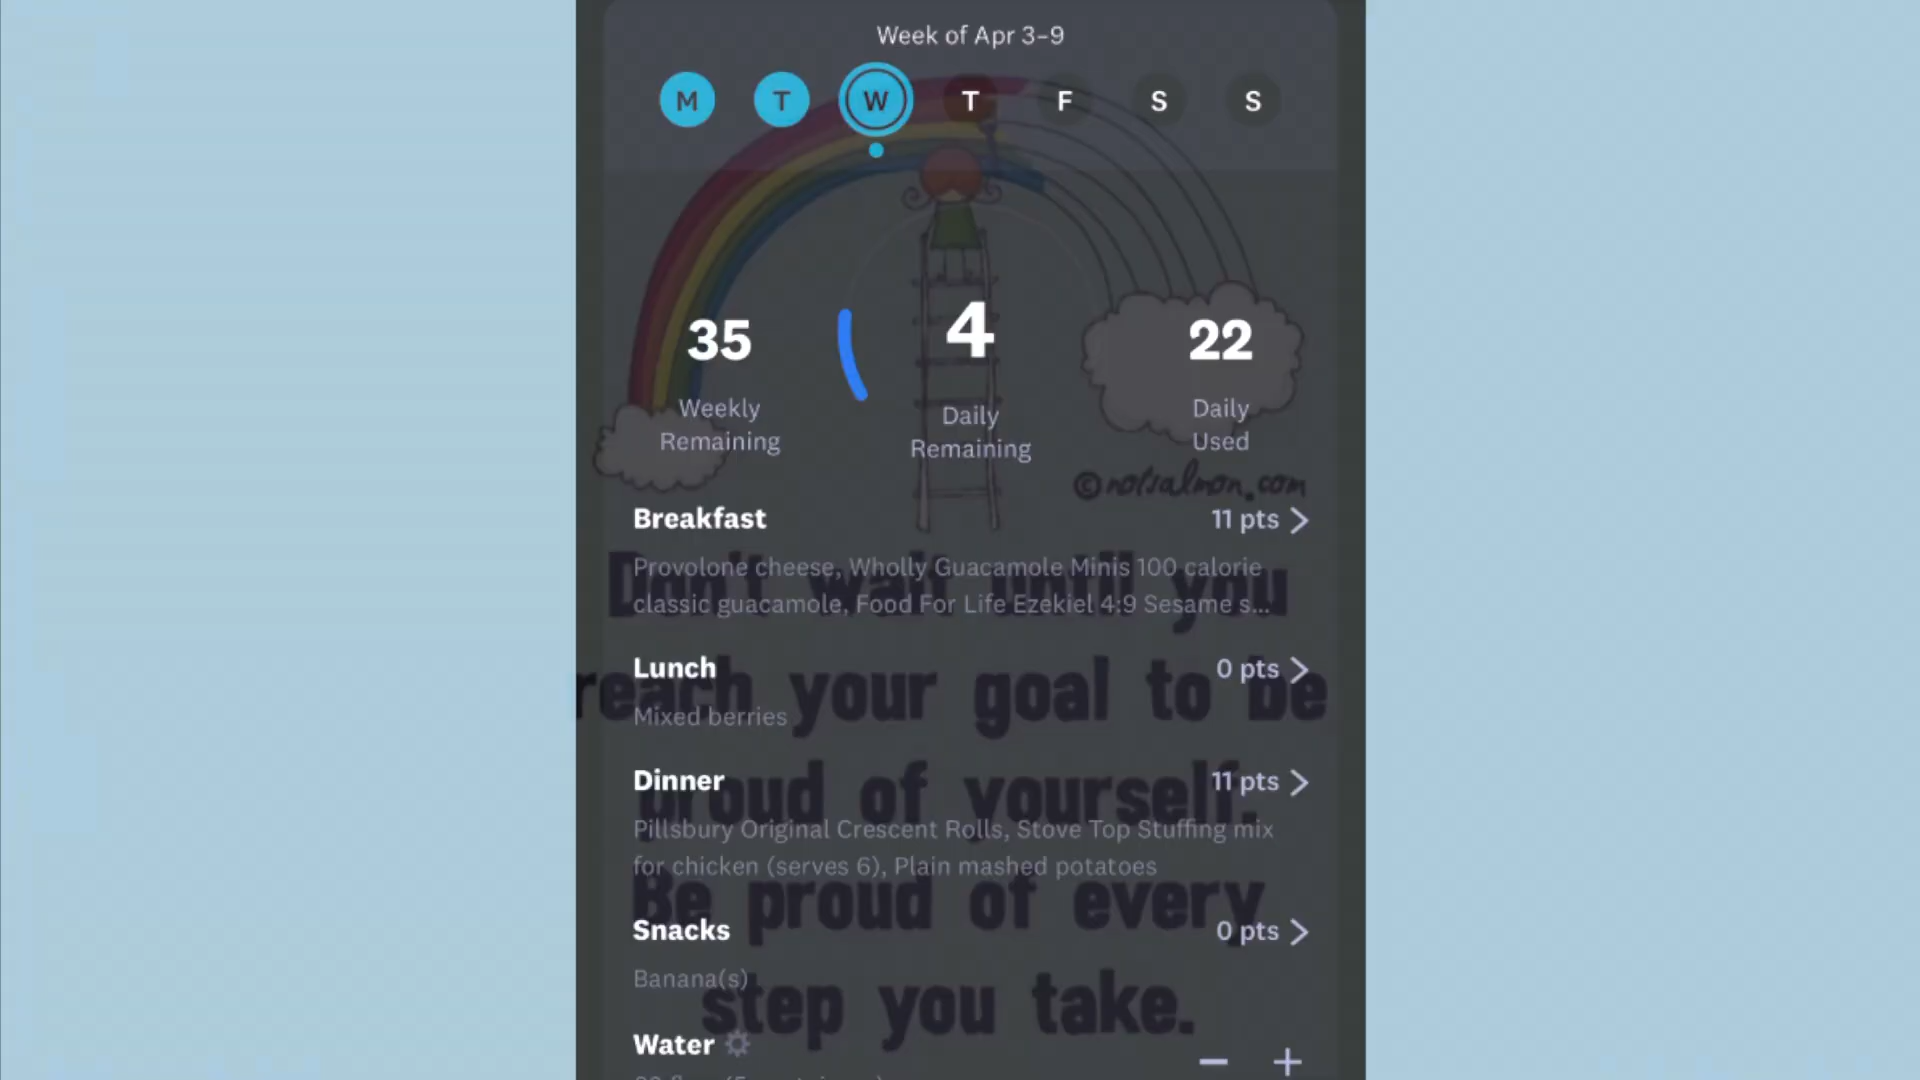 Week of Apr 3-9
M T W T F S S
35 4 22
Weekly Remaining
Daily Remaining
Daily Used
©notsalmon.com
Breakfast 11 pts
Provolone cheese, Wholly Guacamole Minis 100 calorie
classic guacamole, Food For Life Ezekiel 4:9 Sesame s...
Lunch 0 pts
Mixed berries
Dinner 11 pts
Pillsbury Original Crescent Rolls, Stove Top Stuffing mix
for chicken (serves 6), Plain mashed potatoes
Snacks 0 pts
Banana(s)
Water
Don't wait until you
reach your goal to be
proud of yourself.
Be proud of every
step you take.